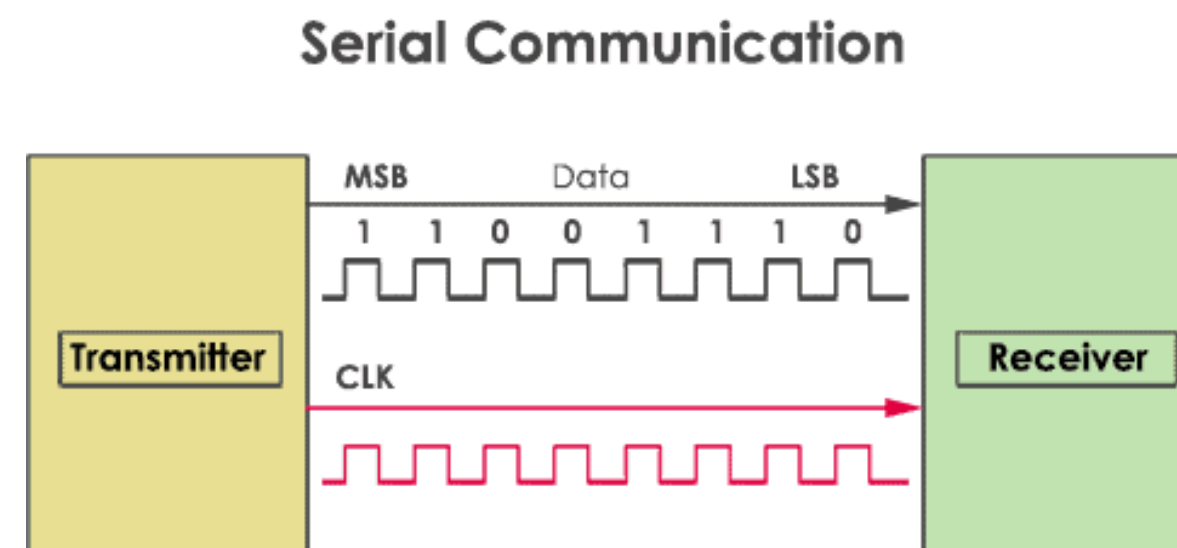 Serial Communication
MSB Data LSB
1 1 0 0 1 1 1 0
Transmitter
Receiver
CLK